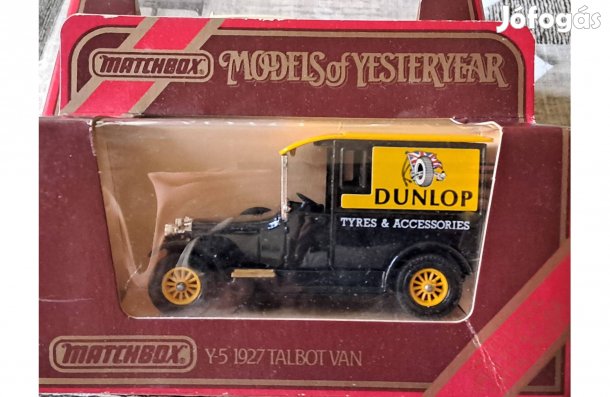 Jófogás
MATCHBOX MODELS of YESTERYEAR
DUNLOP
TYRES & ACCESSORIES
MATCHBOX Y-5 1927 TALBOT VAN